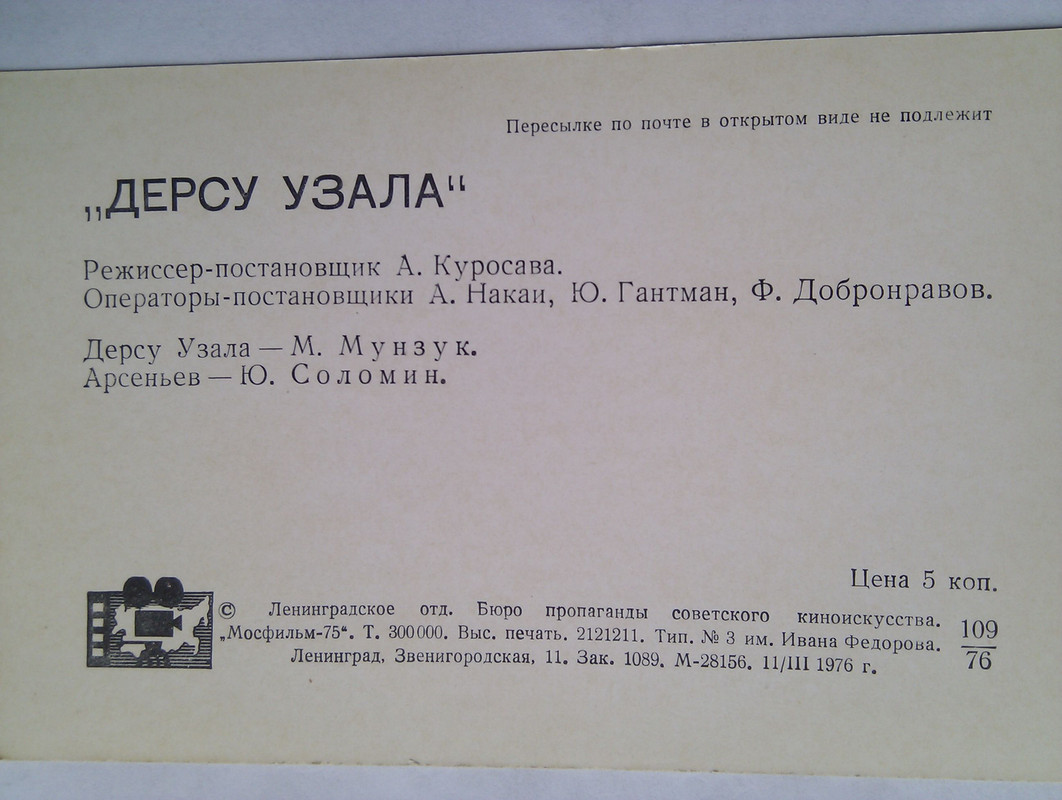 Пересылке по почте в открытом виде не подлежит
„ДЕРСУ УЗАЛА“
Режиссер-постановщик А. Куросава.
Операторы-постановщики А. Накаи, Ю. Гантман, Ф. Добронравов.
Дерсу Узала — М. Мунзук.
Арсеньев — Ю. Соломин.
Цена 5 коп.
© Ленинградское отд. Бюро пропаганды советского киноискусства.
„Мосфильм-75“. Т. 300000. Выс. печать. 2121211. Тип. № 3 им. Ивана Федорова.
Ленинград, Звенигородская, 11. Зак. 1089. М-28156. 11/III 1976 г.
109
76